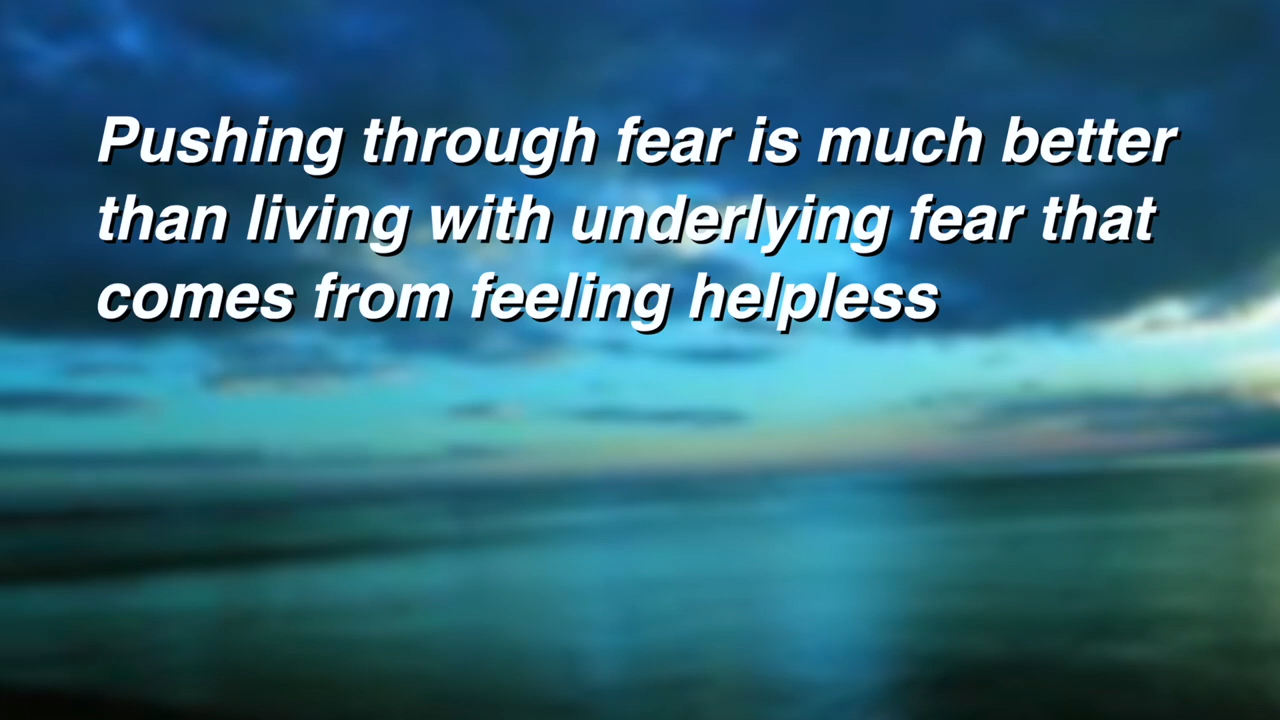 Pushing through fear is much better
than living with underlying fear that
comes from feeling helpless